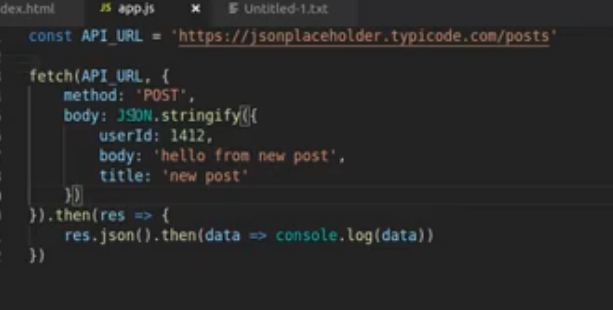 dex.html JS app.js × Untitled-1.txt
const API_URL = 'https://jsonplaceholder.typicode.com/posts'
fetch(API_URL, {
method: 'POST',
body: JSON.stringify({
userId: 1412,
body: 'hello from new post',
title: 'new post'
})
}).then(res => {
res.json().then(data => console.log(data))
})